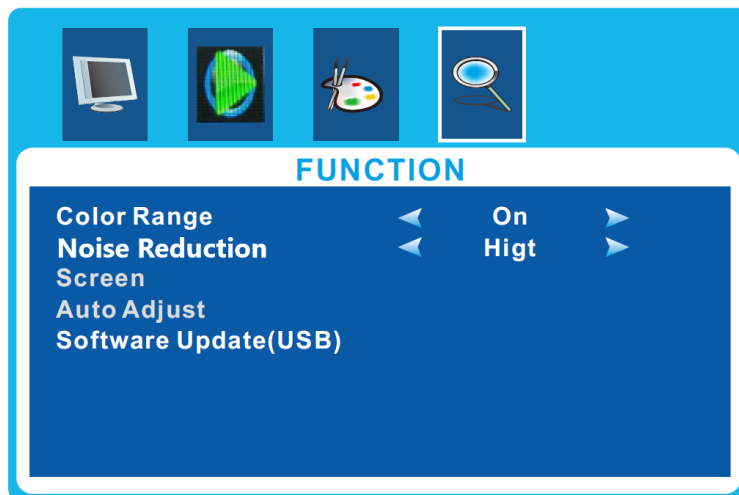 FUNCTION
Color Range On
Noise Reduction Higt
Screen
Auto Adjust
Software Update(USB)